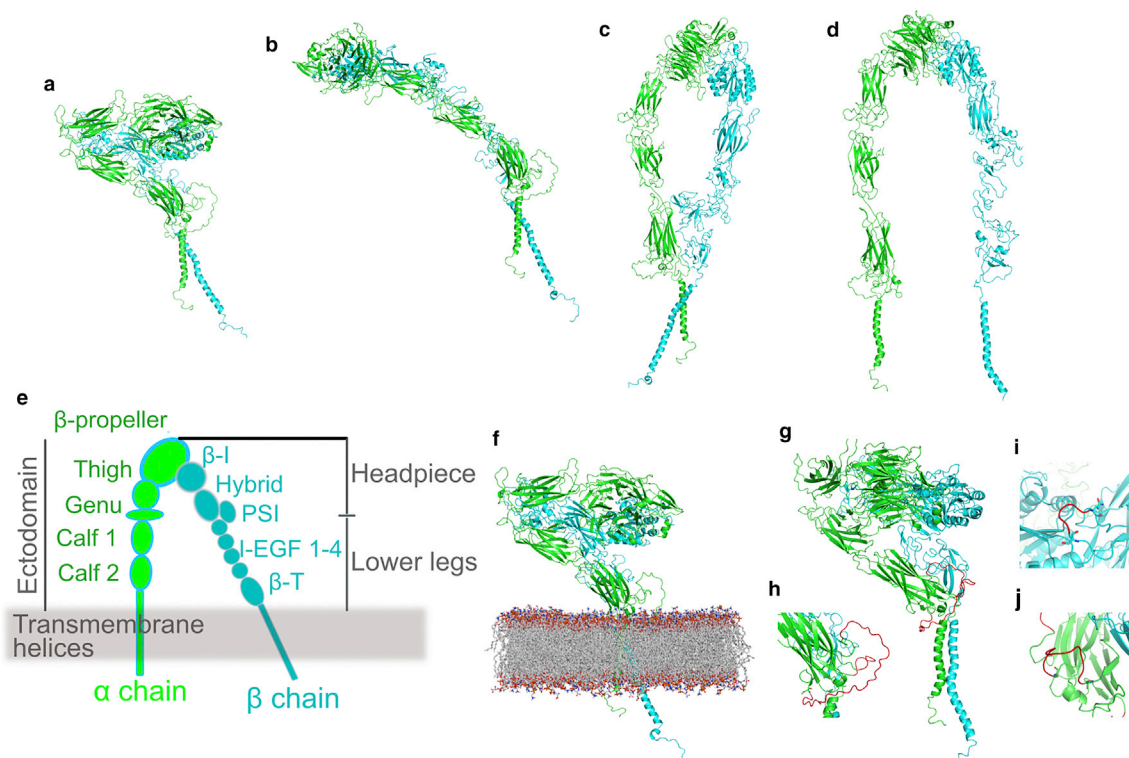 a
b
c
d
e
β-propeller
Thigh
Genu
Calf 1
Calf 2
Ectodomain
β-I
Hybrid
PSI
I-EGF 1-4
β-T
Headpiece
Lower legs
Transmembrane
helices
α chain
β chain
f
g
h
i
j